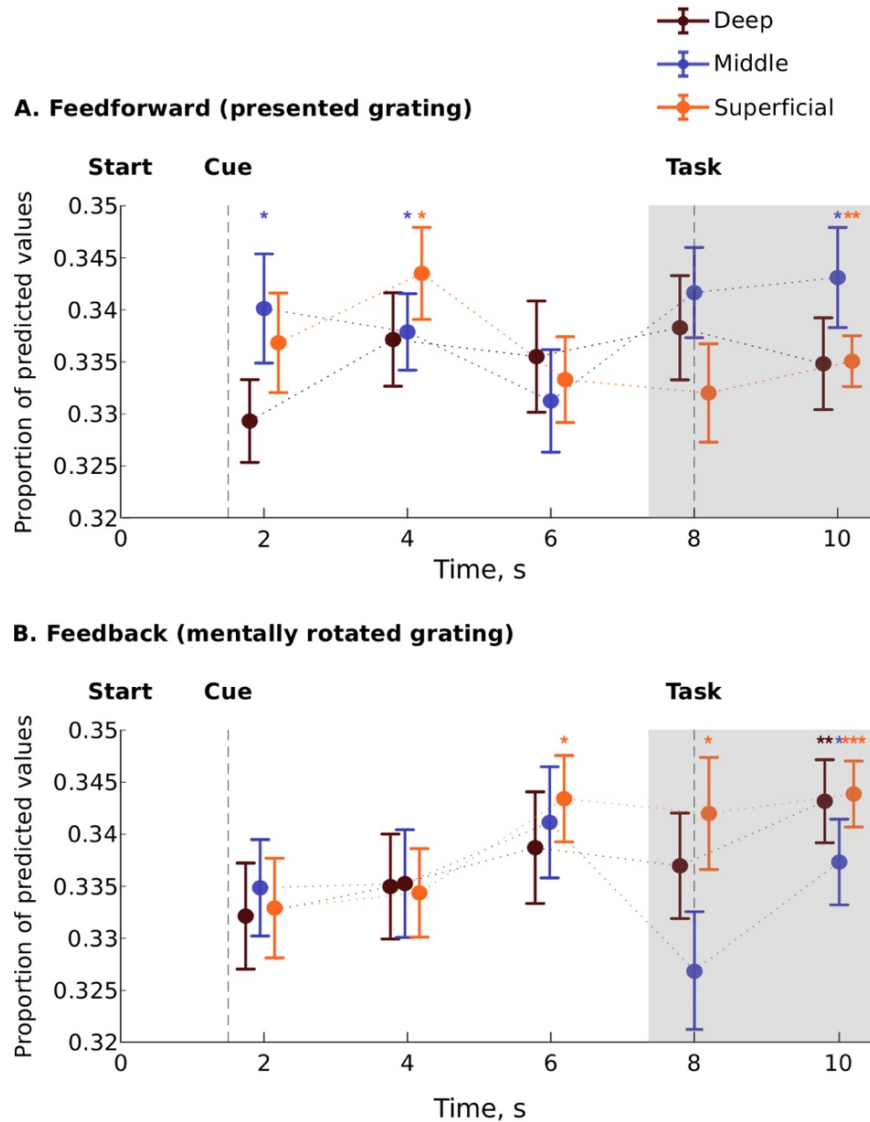 Deep
Middle
Superficial
A. Feedforward (presented grating)
Start Cue Task
Proportion of predicted values
0.35
0.345
0.34
0.335
0.33
0.325
0.32
* * * * **
0 2 4 6 8 10
Time, s
B. Feedback (mentally rotated grating)
Start Cue Task
Proportion of predicted values
0.35
0.345
0.34
0.335
0.33
0.325
0.32
* * ** * ***
0 2 4 6 8 10
Time, s